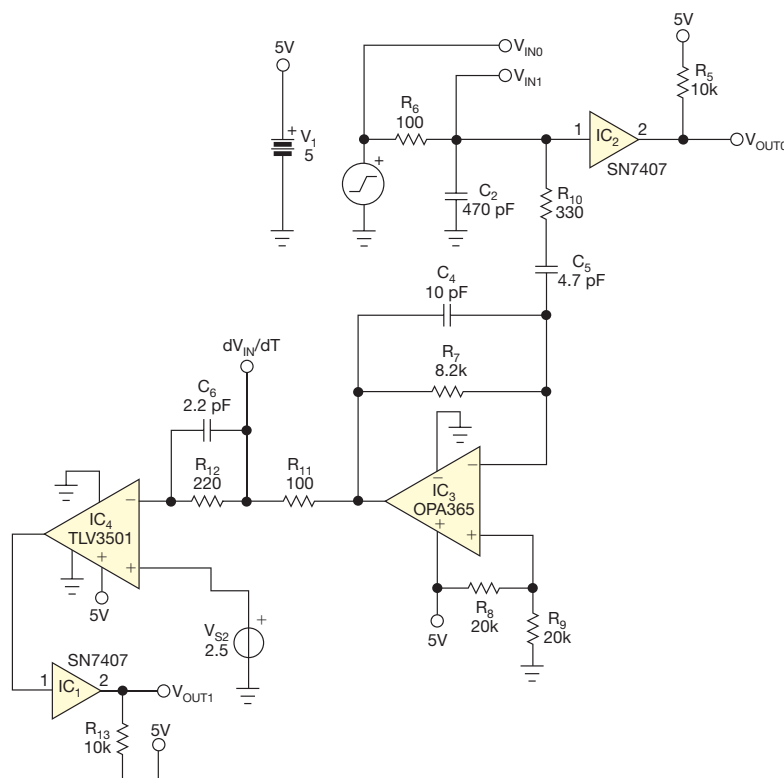 5V
5V
V1
5
+
VIN0
VIN1
R6
100
+
C2
470 pF
1
IC2
2
SN7407
R5
10k
VOUT0
R10
330
C5
4.7 pF
C4
10 pF
R7
8.2k
dVIN/dT
C6
2.2 pF
R12
220
R11
100
−
IC3
OPA365
−
+
+
−
IC4
TLV3501
+
+
5V
VS2
2.5
+
5V
R8
20k
R9
20k
SN7407
1
IC1
2
VOUT1
R13
10k
5V